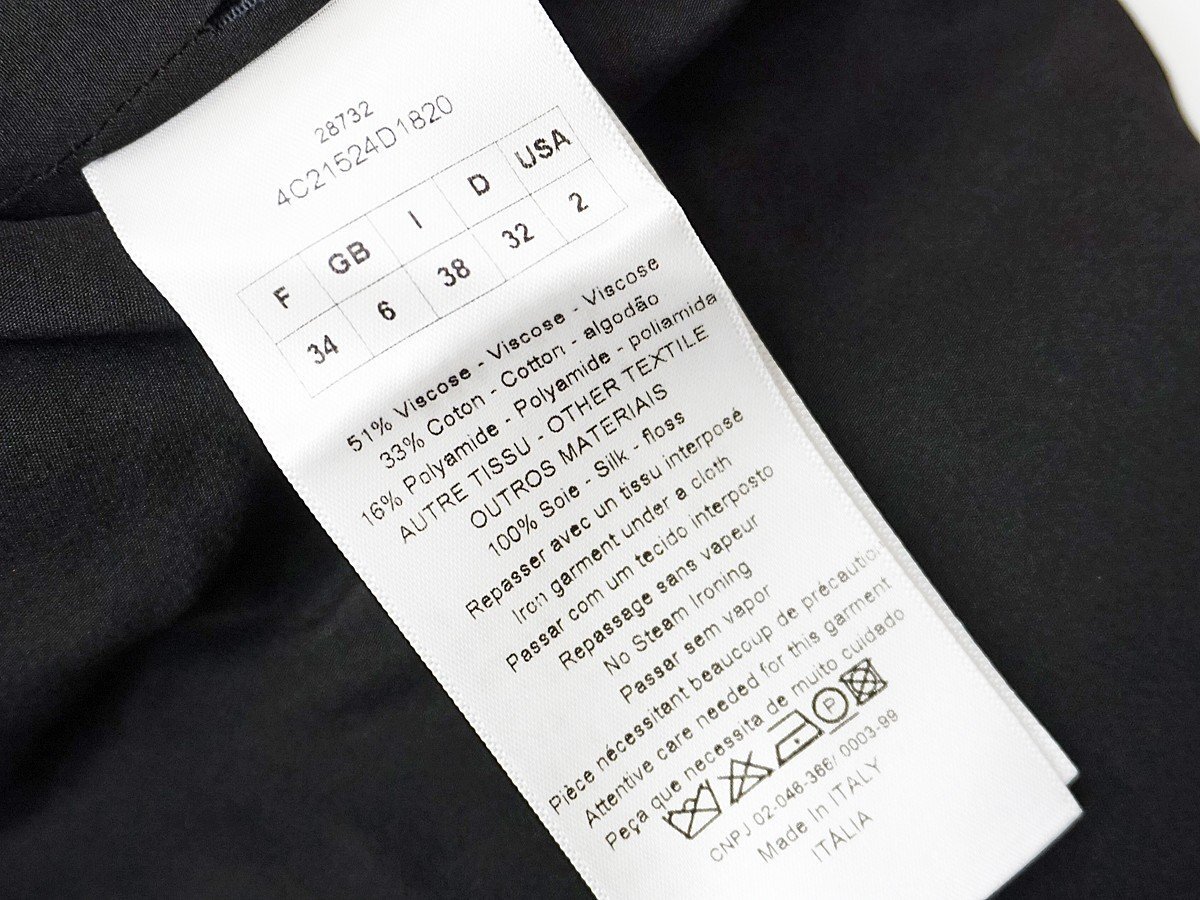 28732
4C21524D1820
F GB I D USA
34 6 38 32 2
51% Viscose - Viscose - Viscose
33% Coton - Cotton - algodão
16% Polyamide - Polyamide - poliamida
AUTRE TISSU - OTHER TEXTILE
OUTROS MATERIAIS
100% Soie - Silk - floss
Repasser avec un tissu interposé
Iron garment under a cloth
Passar com um tecido interposto
Repassage sans vapeur
No Steam Ironing
Passar sem vapor
Pièce nécessitant beaucoup de précaution
Attentive care needed for this garment
Peça que necessita de muito cuidado
P
CNPJ 02-046-366/ 0003-99
Made In ITALY
ITALIA